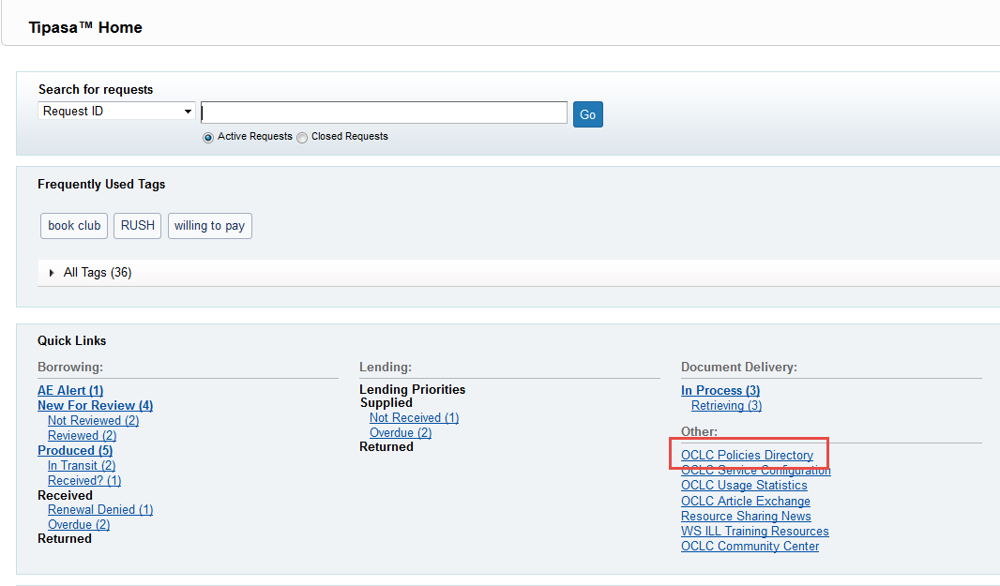 Tipasa™ Home
Search for requests
Request ID
Go
Active Requests Closed Requests
Frequently Used Tags
book club RUSH willing to pay
All Tags (36)
Quick Links
Borrowing:
AE Alert (1)
New For Review (4)
Not Reviewed (2)
Reviewed (2)
Produced (5)
In Transit (2)
Received? (1)
Received
Renewal Denied (1)
Overdue (2)
Returned
Lending:
Lending Priorities
Supplied
Not Received (1)
Overdue (2)
Returned
Document Delivery:
In Process (3)
Retrieving (3)
Other:
OCLC Policies Directory
OCLC Service Configuration
OCLC Usage Statistics
OCLC Article Exchange
Resource Sharing News
WS ILL Training Resources
OCLC Community Center